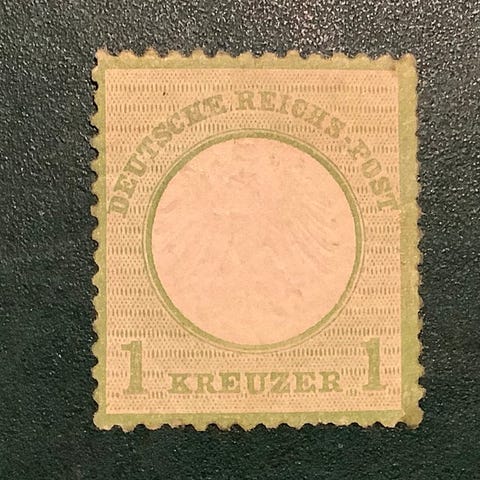 DEUTSCHE REICHS-POST
1 KREUZER 1